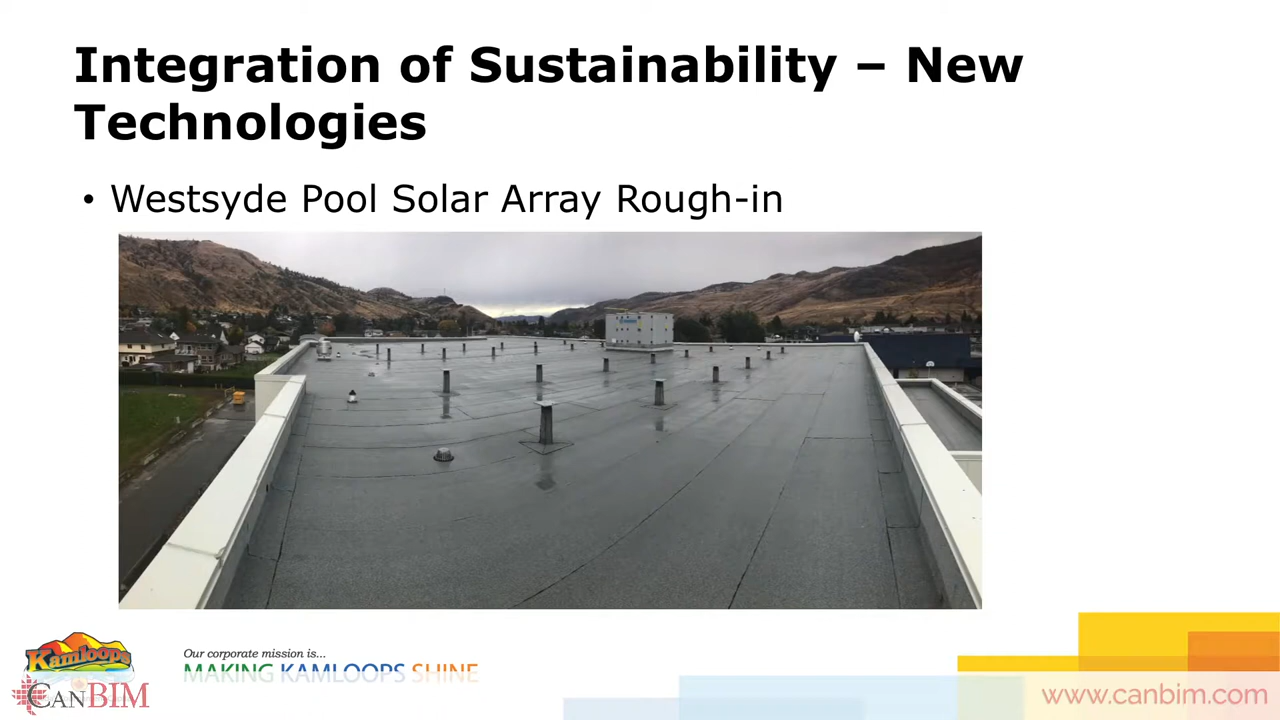 Integration of Sustainability – New
Technologies
• Westsyde Pool Solar Array Rough-in
Kamloops
Our corporate mission is...
MAKING KAMLOOPS SHINE
CANBIM
www.canbim.com